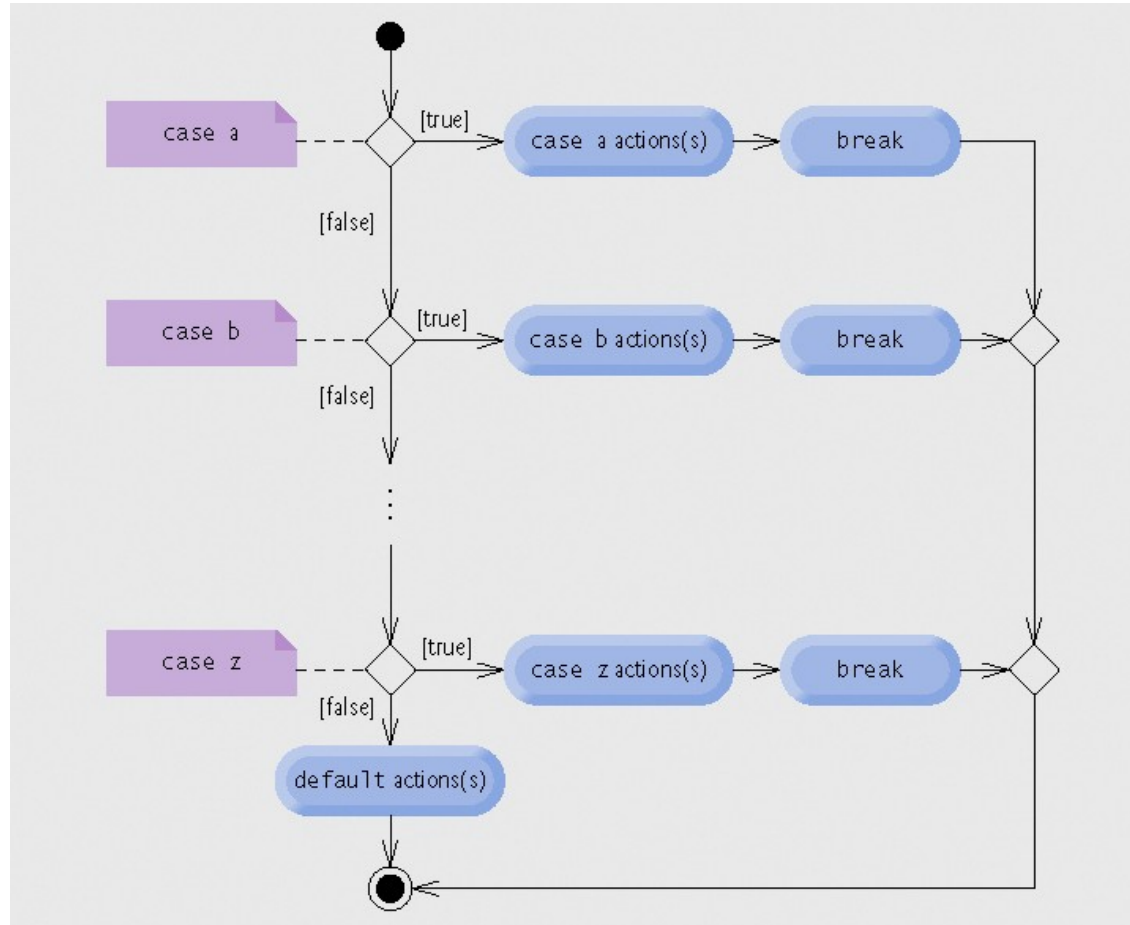 case a
[true]
case a actions(s)
break
[false]
case b
[true]
case b actions(s)
break
[false]
⋮
case z
[true]
case z actions(s)
break
[false]
default actions(s)